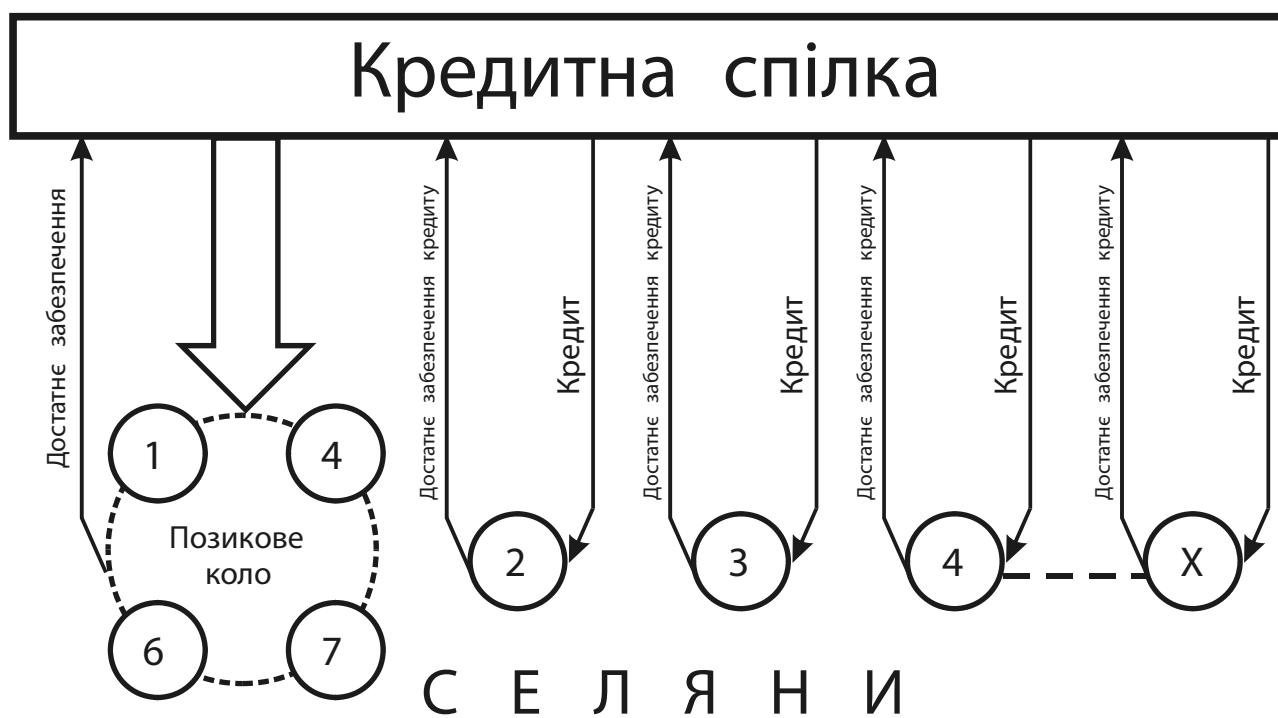 Кредитна спілка
Достатнє забезпечення
Достатнє забезпечення кредиту
Кредит
Достатнє забезпечення кредиту
Кредит
Достатнє забезпечення кредиту
Кредит
Достатнє забезпечення кредиту
Кредит
1
4
Позикове
коло
6
7
2
3
4
X
СЕЛЯНИ